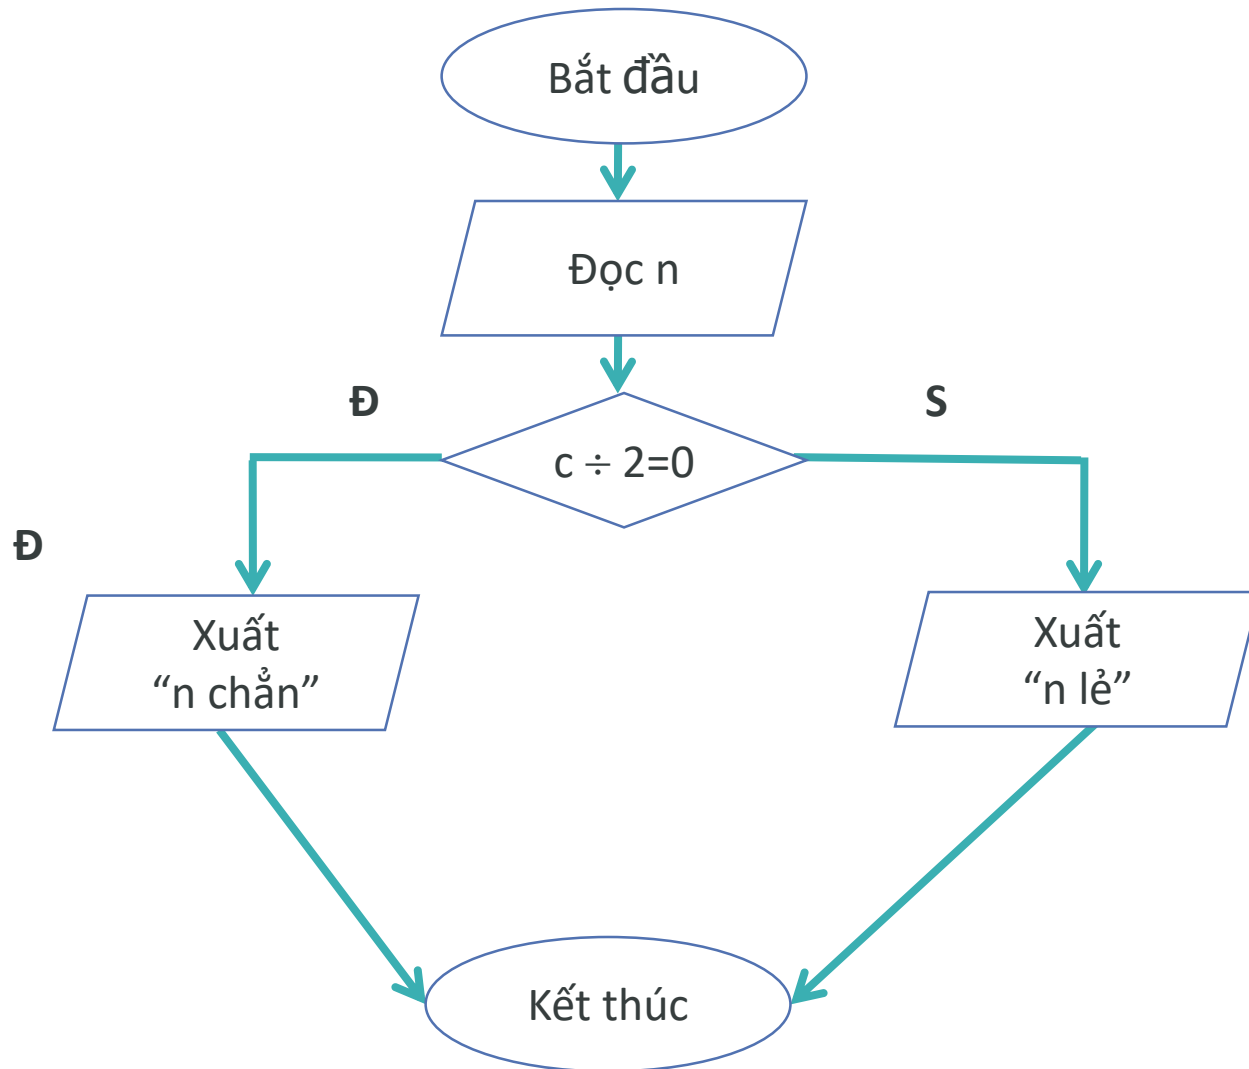 Bắt đầu
Đọc n
Đ
S
c ÷ 2=0
Đ
Xuất
“n chẳn”
Xuất
“n lẻ”
Kết thúc